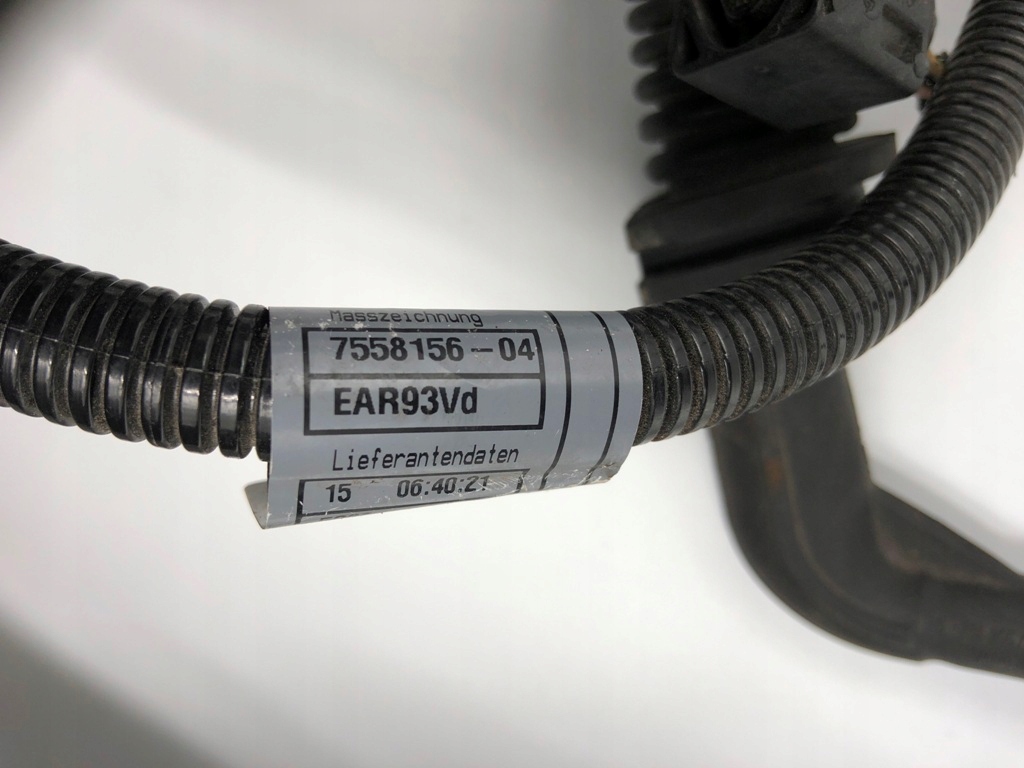 Masszeichnung
7558156-04
EAR93Vd
Lieferantendaten
15 06:40:21